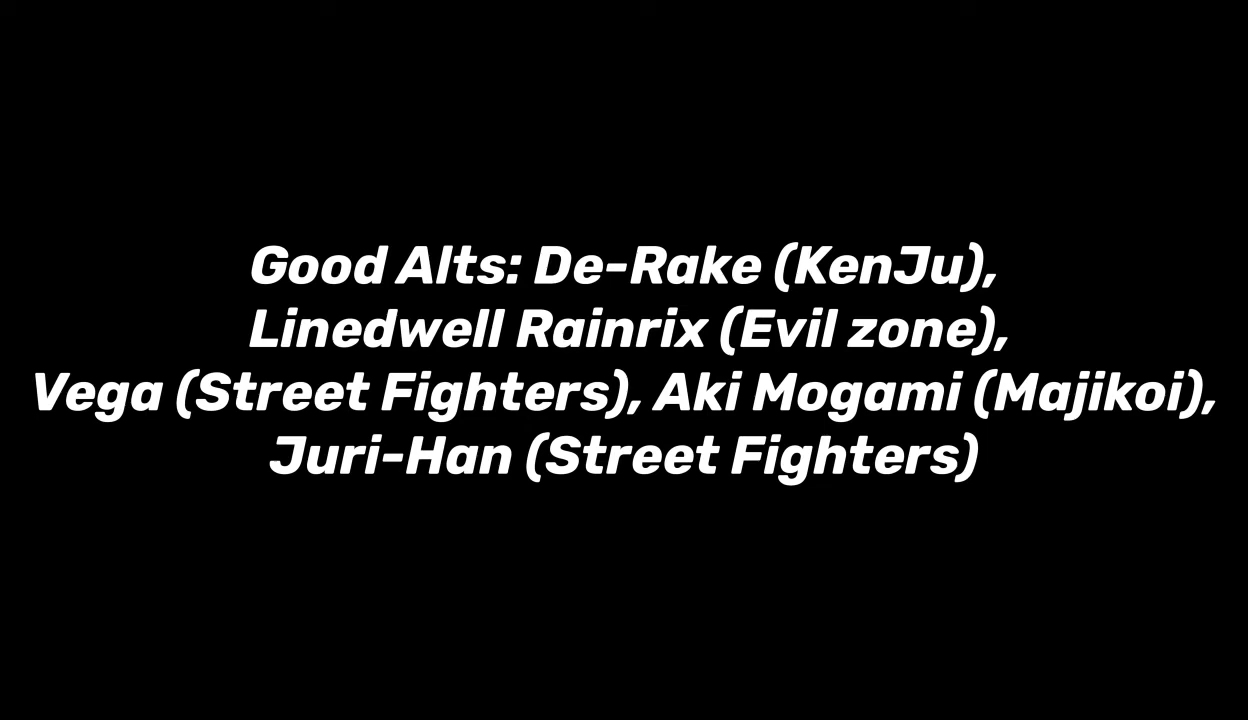 Good Alts: De-Rake (KenJu),
Linedwell Rainrix (Evil zone),
Vega (Street Fighters), Aki Mogami (Majikoi),
Juri-Han (Street Fighters)